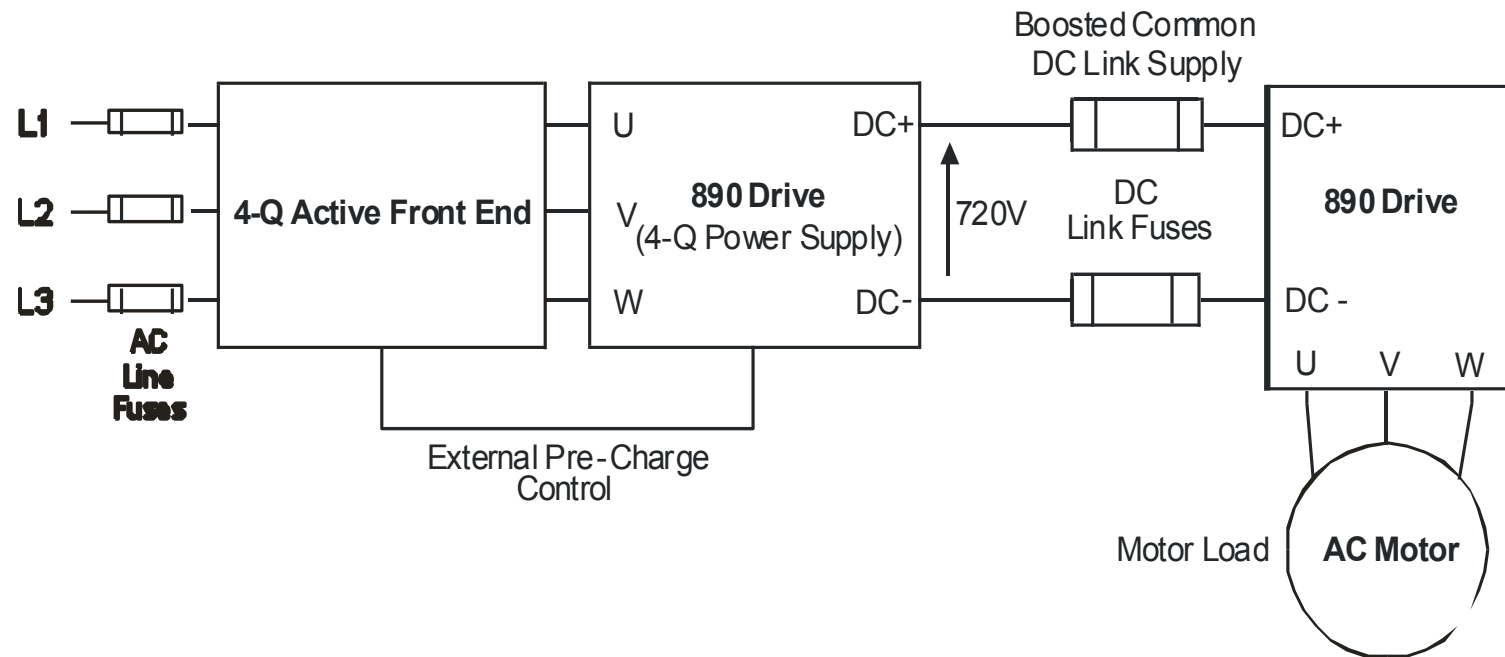 Boosted Common
DC Link Supply
L1
U
DC+
DC+
4-Q Active Front End
890 Drive
(4-Q Power Supply)
L2
V
720V
DC
Link Fuses
890 Drive
L3
W
DC-
DC -
AC
Line
Fuses
U V W
External Pre-Charge
Control
Motor Load
AC Motor